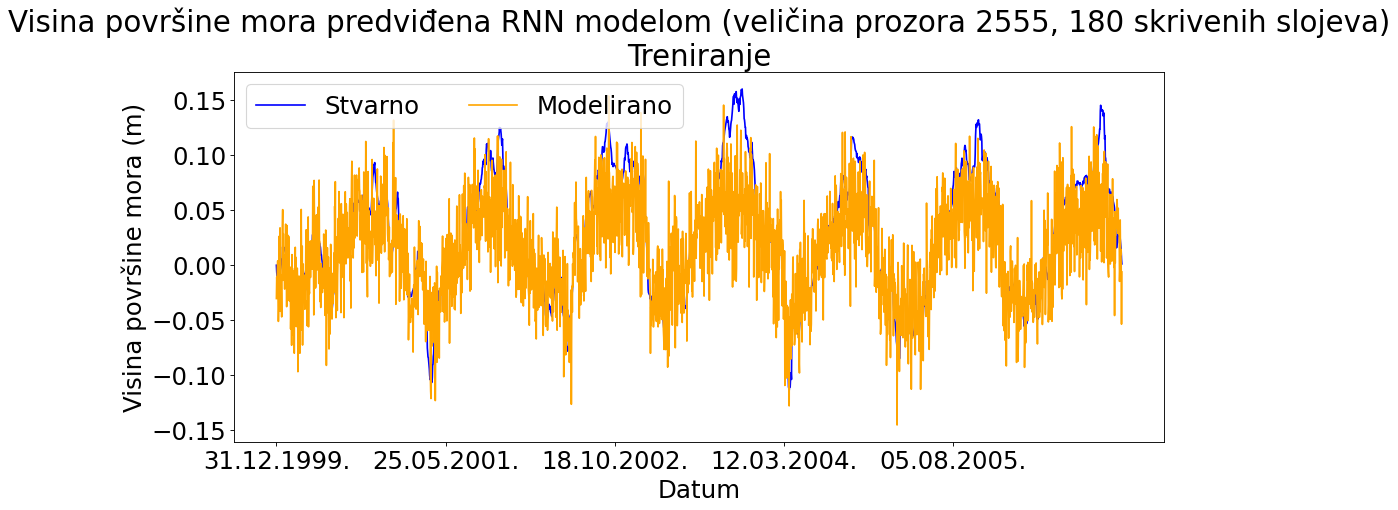 Visina površine mora predviđena RNN modelom (veličina prozora 2555, 180 skrivenih slojeva)
Treniranje
Stvarno
Modelirano
Visina površine mora (m)
0.15
0.10
0.05
0.00
−0.05
−0.10
−0.15
31.12.1999.
25.05.2001.
18.10.2002.
12.03.2004.
05.08.2005.
Datum